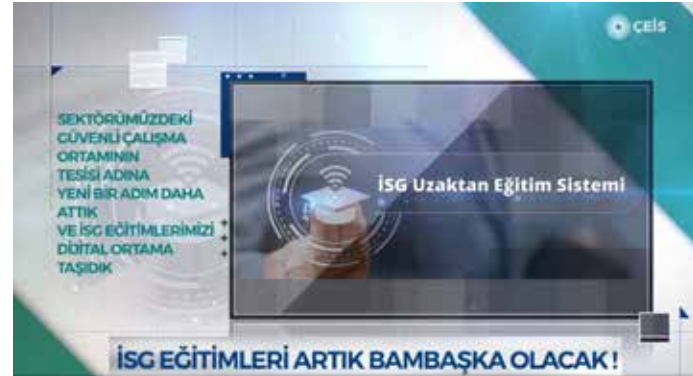 ÇEİS
SEKTÖRÜMÜZDEKİ
GÜVENLİ ÇALIŞMA
ORTAMININ
TESİSİ ADINA
YENİ BİR ADIM DAHA
ATTIK
VE İSG EĞİTİMLERİMİZİ
DİJİTAL ORTAMA
TAŞIDIK
İSG Uzaktan Eğitim Sistemi
İSG EĞİTİMLERİ ARTIK BAMBAŞKA OLACAK !